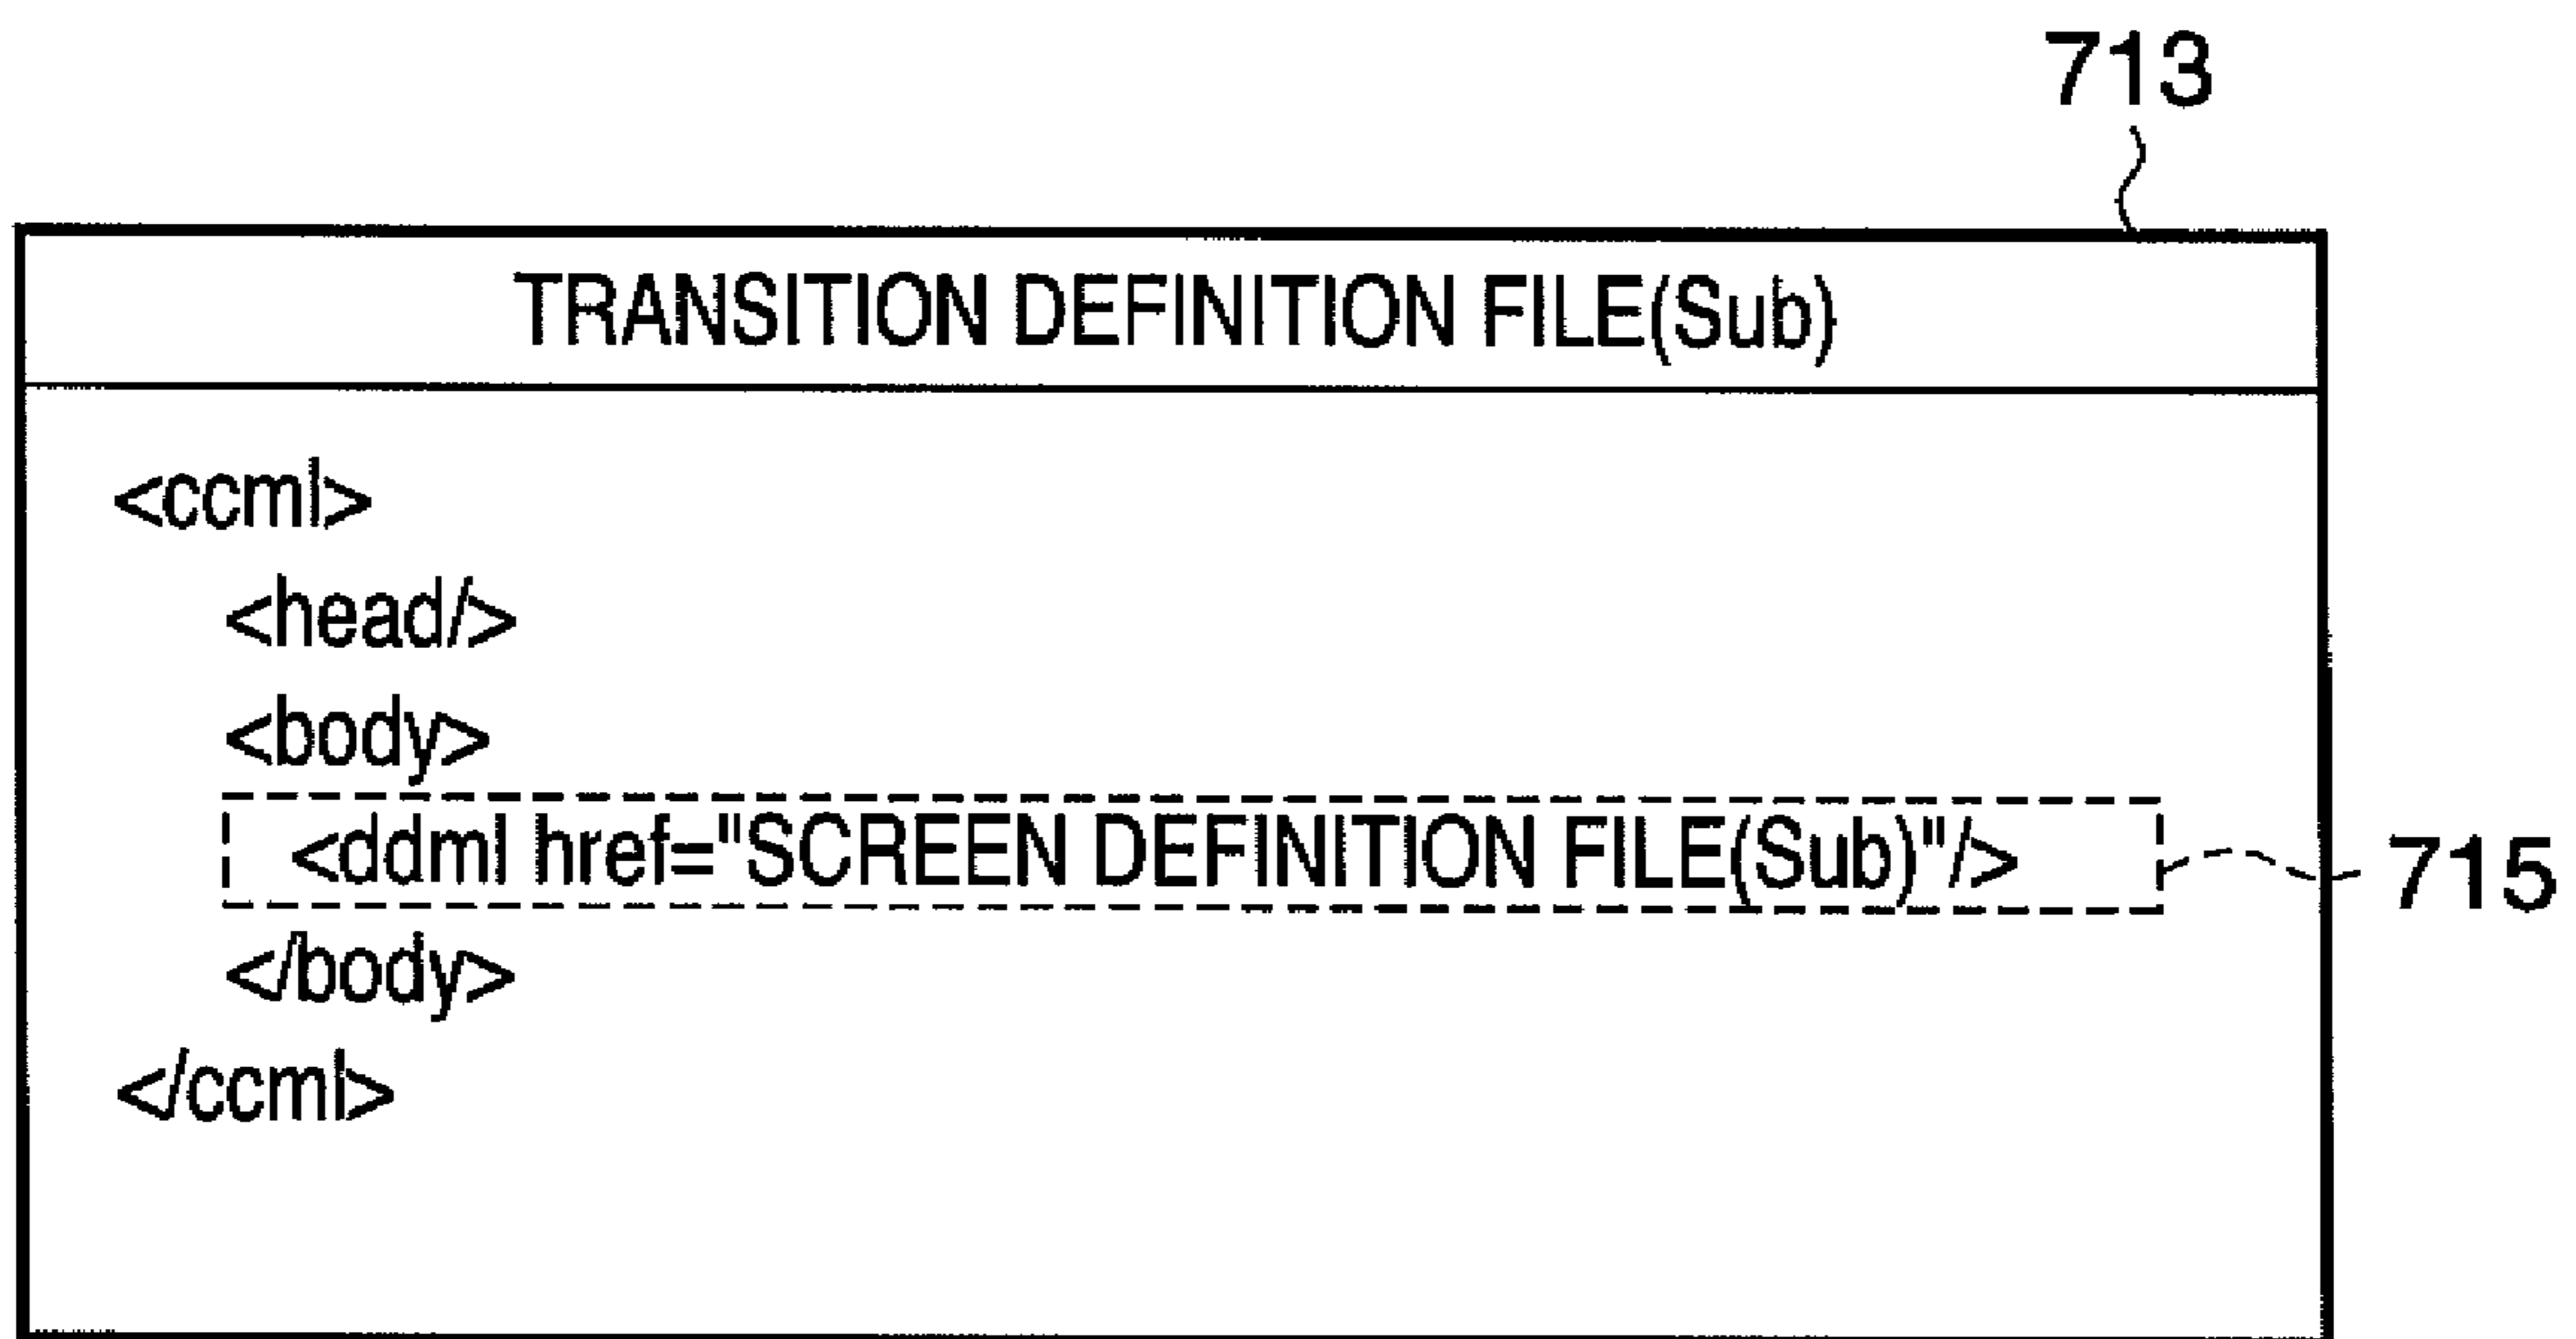 713
TRANSITION DEFINITION FILE(Sub)
<ccml>
<head/>
<body>
<ddml href="SCREEN DEFINITION FILE(Sub)"/>
715
</body>
</ccml>